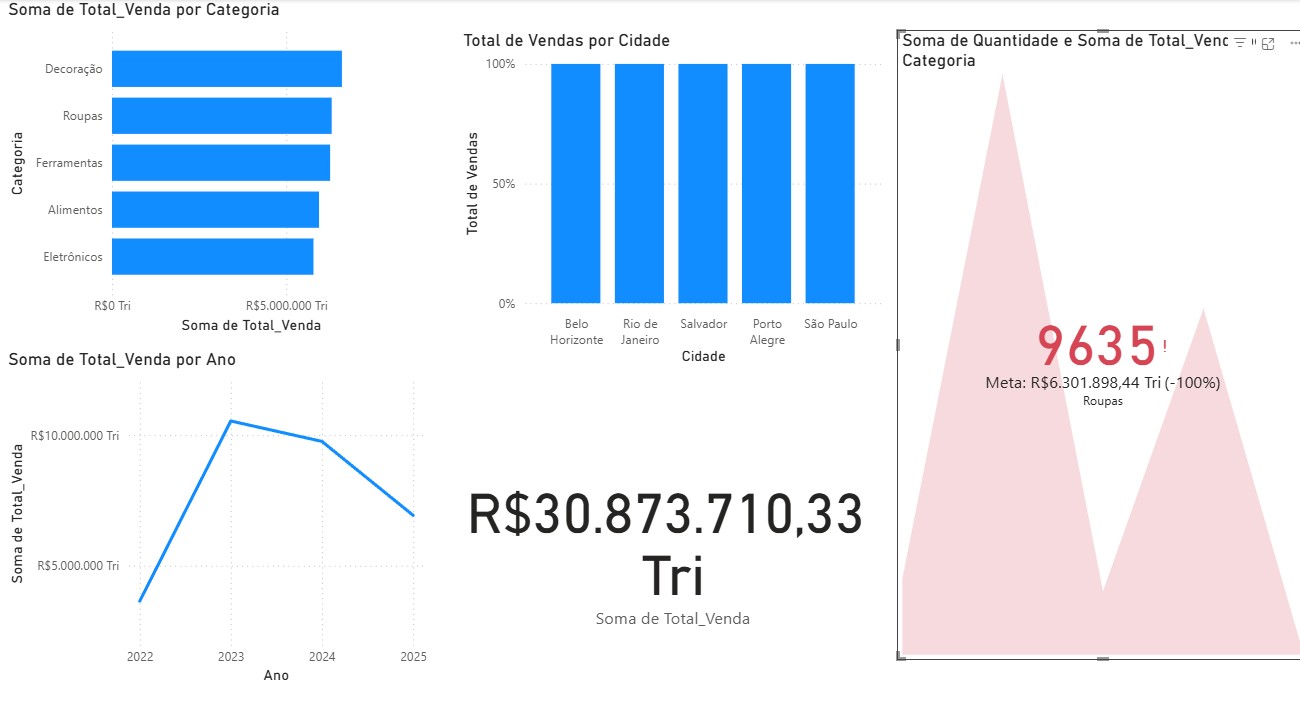 Soma de Total_Venda por Categoria
Categoria
Decoração
Roupas
Ferramentas
Alimentos
Eletrônicos
R$0 Tri
R$5.000.000 Tri
Soma de Total_Venda
Total de Vendas por Cidade
Total de Vendas
100%
50%
0%
Belo
Horizonte
Rio de
Janeiro
Salvador
Porto
Alegre
São Paulo
Cidade
Soma de Quantidade e Soma de Total_Venc
Categoria
9635!
Meta: R$6.301.898,44 Tri (-100%)
Roupas
Soma de Total_Venda por Ano
Soma de Total_Venda
R$10.000.000 Tri
R$5.000.000 Tri
2022
2023
2024
2025
Ano
R$30.873.710,33
Tri
Soma de Total_Venda